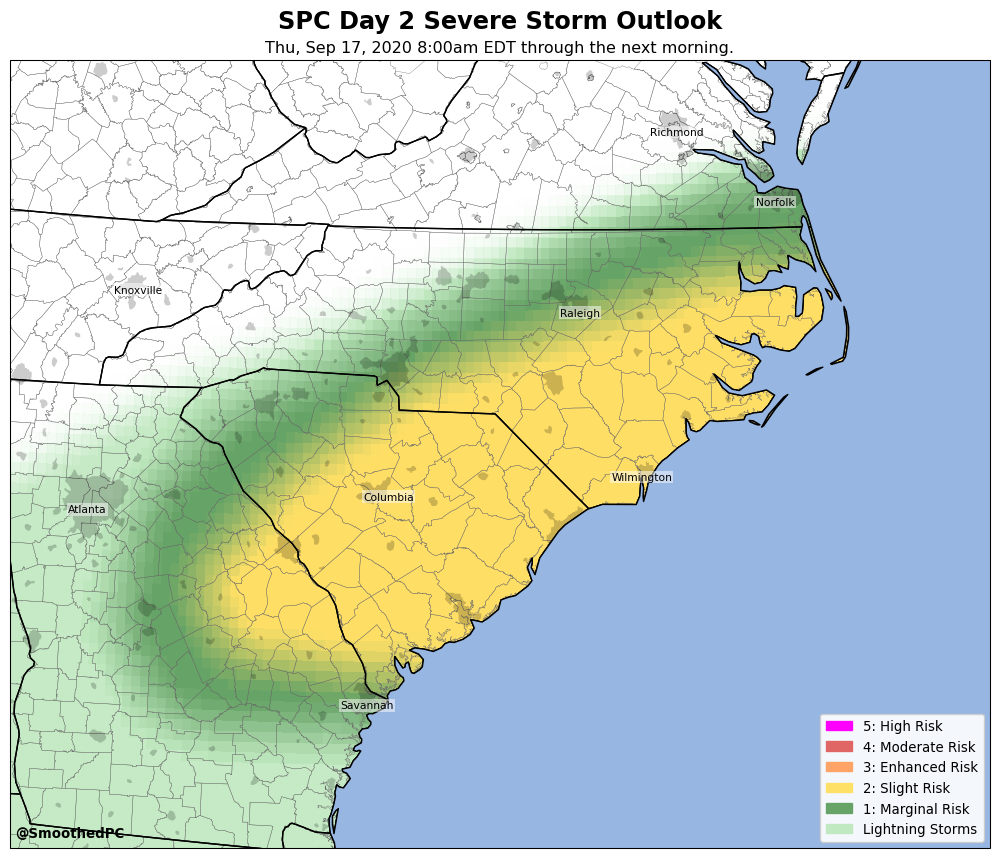 SPC Day 2 Severe Storm Outlook
Thu, Sep 17, 2020 8:00am EDT through the next morning.
Richmond
Norfolk
Knoxville
Raleigh
Wilmington
Columbia
Atlanta
Savannah
5: High Risk
4: Moderate Risk
3: Enhanced Risk
2: Slight Risk
1: Marginal Risk
Lightning Storms
@SmoothedPC